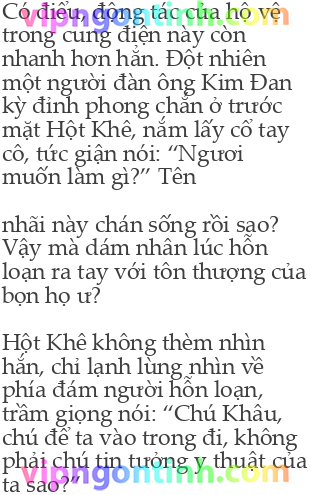 Có điều, động tác của hộ vệ
trong cung điện này còn
nhanh hơn hẳn. Đột nhiên
một người đàn ông Kim Đan
kỳ đỉnh phong chắn ở trước
mặt Hột Khê, nắm lấy cổ tay
cô, tức giận nói: “Ngươi
muốn làm gì?” Tên
nhãi này chán sống rồi sao?
Vậy mà dám nhân lúc hỗn
loạn ra tay với tôn thượng của
bọn họ ư?
Hột Khê không thèm nhìn
hắn, chỉ lạnh lùng nhìn về
phía đám người hỗn loạn,
trầm giọng nói: “Chú Khâu,
chú để ta vào trong đi, không
phải chú tin tưởng y thuật của
ta sao?”
vipngontinh.com
vipngontinh.com
vipngontinh.com